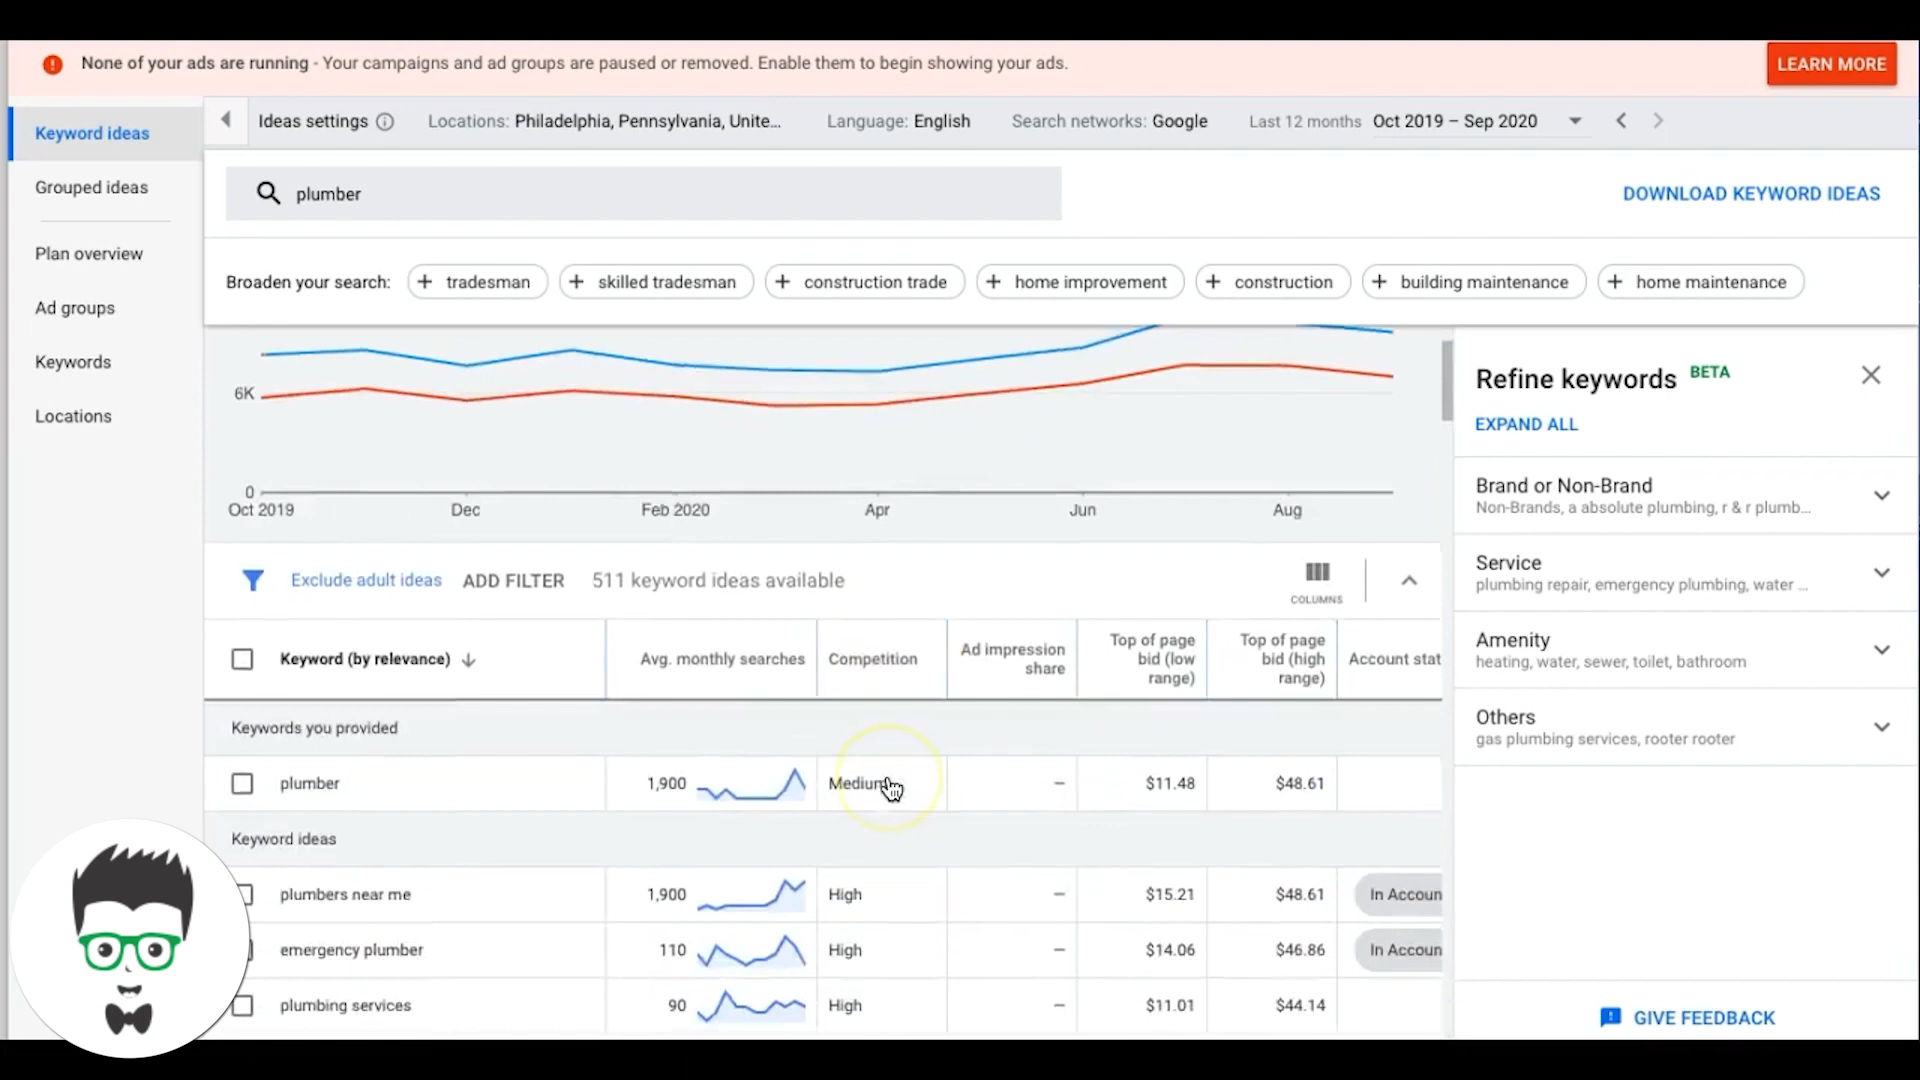 None of your ads are running - Your campaigns and ad groups are paused or removed. Enable them to begin showing your ads.
LEARN MORE
Keyword ideas
Grouped ideas
Plan overview
Ad groups
Keywords
Locations
Ideas settings
Locations: Philadelphia, Pennsylvania, Unite...
Language: English
Search networks: Google
Last 12 months Oct 2019 – Sep 2020
plumber
DOWNLOAD KEYWORD IDEAS
Broaden your search: + tradesman + skilled tradesman + construction trade + home improvement + construction + building maintenance + home maintenance
6K
0
Oct 2019 Dec Feb 2020 Apr Jun Aug
Exclude adult ideas ADD FILTER 511 keyword ideas available
COLUMNS
Keyword (by relevance) Avg. monthly searches Competition Ad impression share Top of page bid (low range) Top of page bid (high range) Account stat
Keywords you provided
plumber 1,900 Medium – $11.48 $48.61
Keyword ideas
plumbers near me 1,900 High – $15.21 $48.61 In Accoun
emergency plumber 110 High – $14.06 $46.86 In Accoun
plumbing services 90 High – $11.01 $44.14
Refine keywords BETA
EXPAND ALL
Brand or Non-Brand
Non-Brands, a absolute plumbing, r & r plumb...
Service
plumbing repair, emergency plumbing, water ...
Amenity
heating, water, sewer, toilet, bathroom
Others
gas plumbing services, rooter rooter
GIVE FEEDBACK